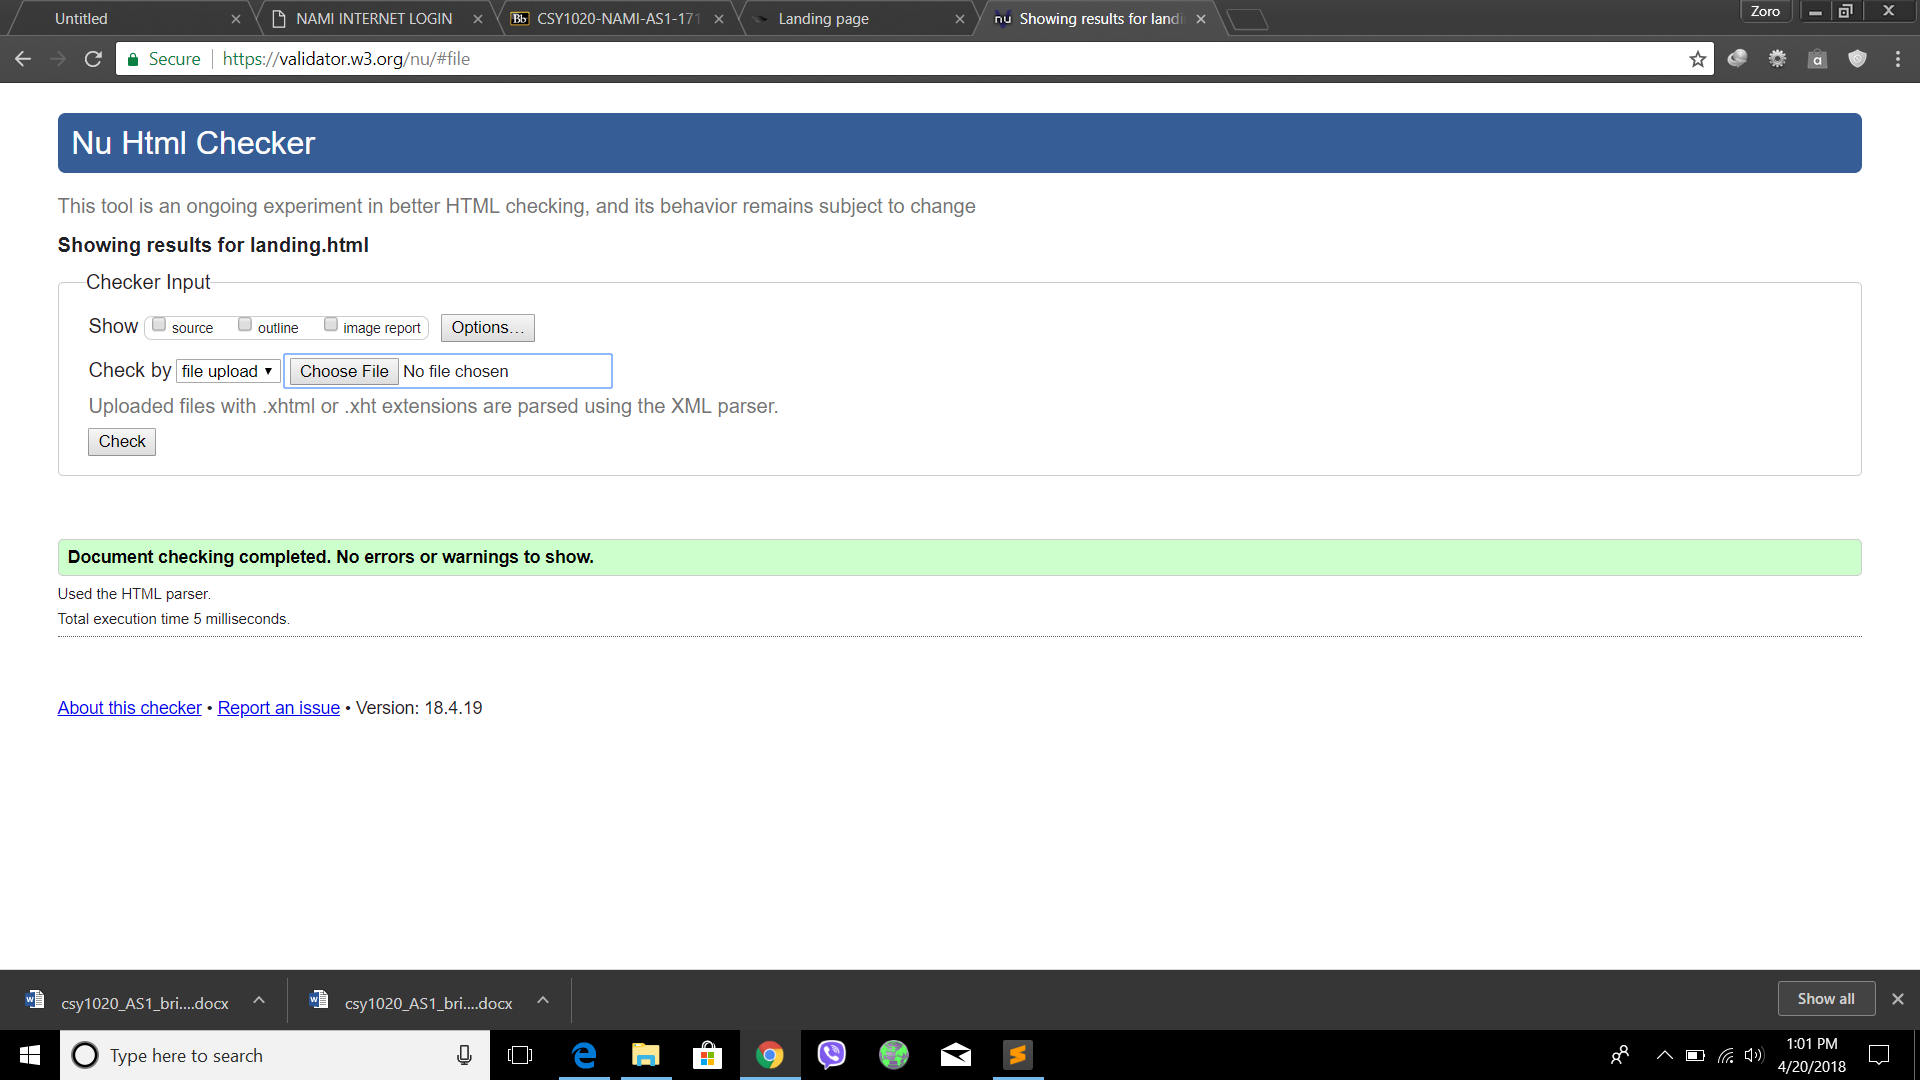 Untitled
NAMI INTERNET LOGIN
Bb CSY1020-NAMI-AS1-171
Landing page
nu Showing results for landi
Zoro
Secure https://validator.w3.org/nu/#file
a
Nu Html Checker
This tool is an ongoing experiment in better HTML checking, and its behavior remains subject to change
Showing results for landing.html
Checker Input
Show source outline image report Options...
Check by file upload Choose File No file chosen
Uploaded files with .xhtml or .xht extensions are parsed using the XML parser.
Check
Document checking completed. No errors or warnings to show.
Used the HTML parser.
Total execution time 5 milliseconds.
About this checker • Report an issue • Version: 18.4.19
csy1020_AS1_bri....docx
csy1020_AS1_bri....docx
Show all
Type here to search
1:01 PM
4/20/2018